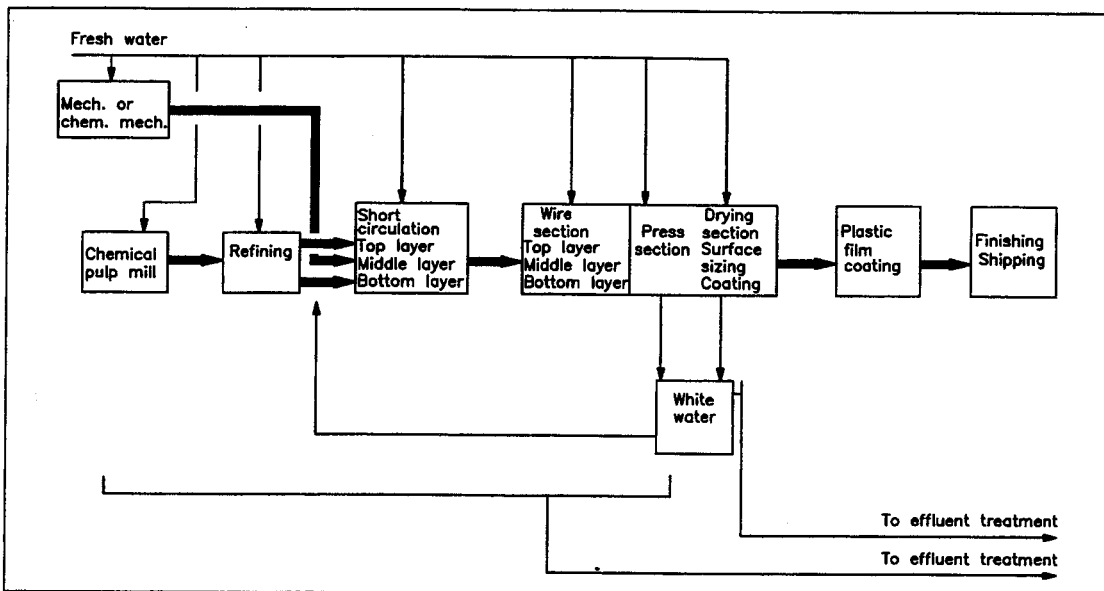 Fresh water
Mech. or
chem. mech.
Chemical
pulp mill
Refining
Short
circulation
Top layer
Middle layer
Bottom layer
Wire
section
Top layer
Middle layer
Bottom layer
Press
section
Drying
section
Surface
sizing
Coating
Plastic
film
coating
Finishing
Shipping
White
water
To effluent treatment
To effluent treatment